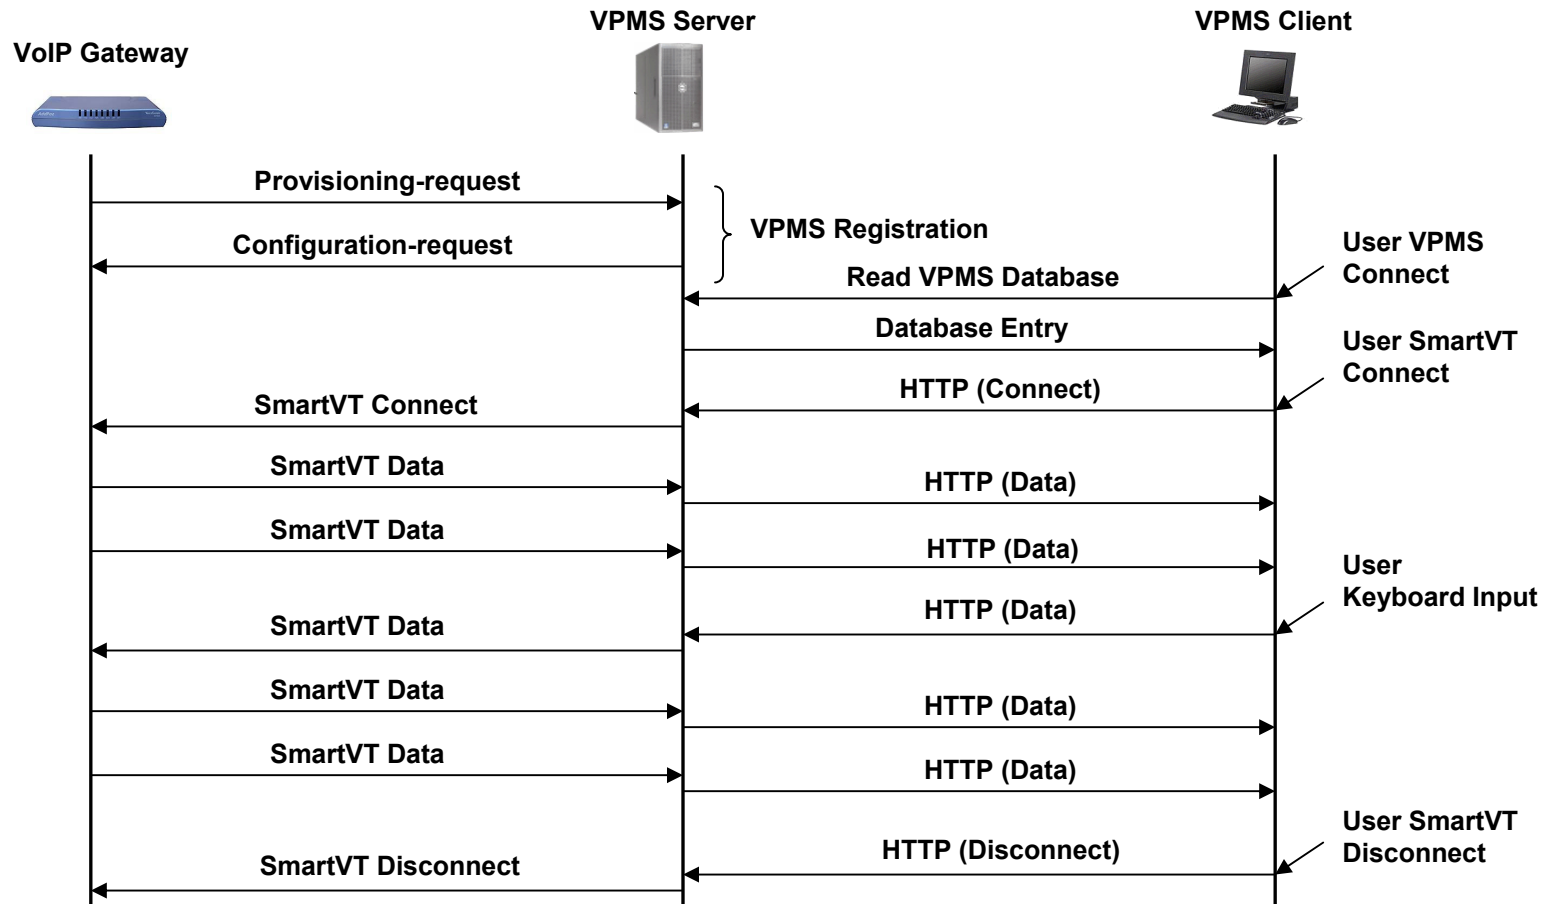 VPMS Server
VPMS Client
VoIP Gateway
Provisioning-request
VPMS Registration
Configuration-request
User VPMS
Connect
Read VPMS Database
Database Entry
User SmartVT
Connect
HTTP (Connect)
SmartVT Connect
SmartVT Data
HTTP (Data)
SmartVT Data
HTTP (Data)
User
Keyboard Input
HTTP (Data)
SmartVT Data
SmartVT Data
HTTP (Data)
SmartVT Data
HTTP (Data)
User SmartVT
Disconnect
HTTP (Disconnect)
SmartVT Disconnect